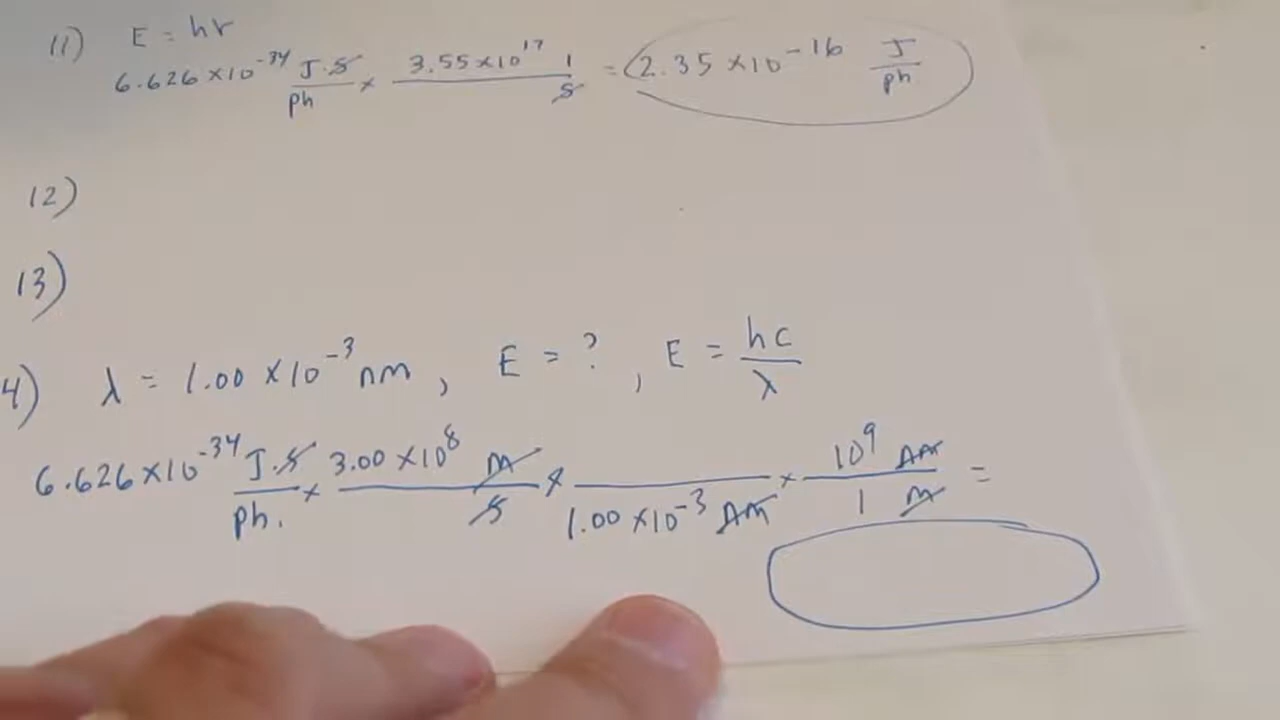 11) E = hν
6.626 × 10⁻³⁴ J·s/ph × 3.55 × 10¹⁷ 1/s = 2.35 × 10⁻¹⁶ J/ph
12)
13)
4) λ = 1.00 × 10⁻³ nm , E = ? , E = hc/λ
6.626 × 10⁻³⁴ J·s/ph. × 3.00 × 10⁸ m/s × /1.00 × 10⁻³ nm × 10⁹ nm/1 m =